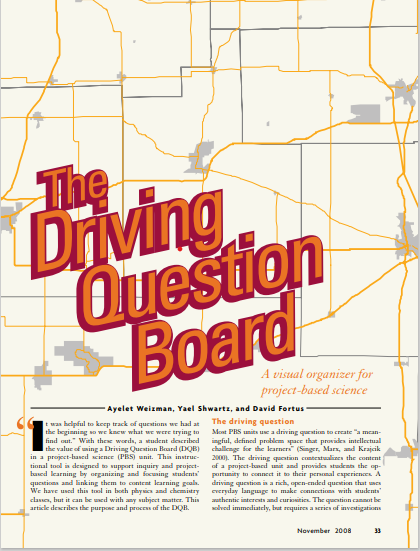 The
Driving
Question
Board
A visual organizer for
project-based science
Ayelet Weizman, Yael Shwartz, and David Fortus
“It was helpful to keep track of questions we had at
the beginning so we knew what we were trying to
find out.” With these words, a student described
the value of using a Driving Question Board (DQB)
in a project-based science (PBS) unit. This instruc-
tional tool is designed to support inquiry and project-
based learning by organizing and focusing students’
questions and linking them to content learning goals.
We have used this tool in both physics and chemistry
classes, but it can be used with any subject matter. This
article describes the purpose and process of the DQB.
The driving question
Most PBS units use a driving question to create “a mean-
ingful, defined problem space that provides intellectual
challenge for the learners” (Singer, Marx, and Krajcik
2000). The driving question contextualizes the content
of a project-based unit and provides students the op-
portunity to connect it to their personal experiences. A
driving question is a rich, open-ended question that uses
everyday language to make connections with students’
authentic interests and curiosities. The question cannot be
solved immediately, but requires a series of investigations
November 2008 33